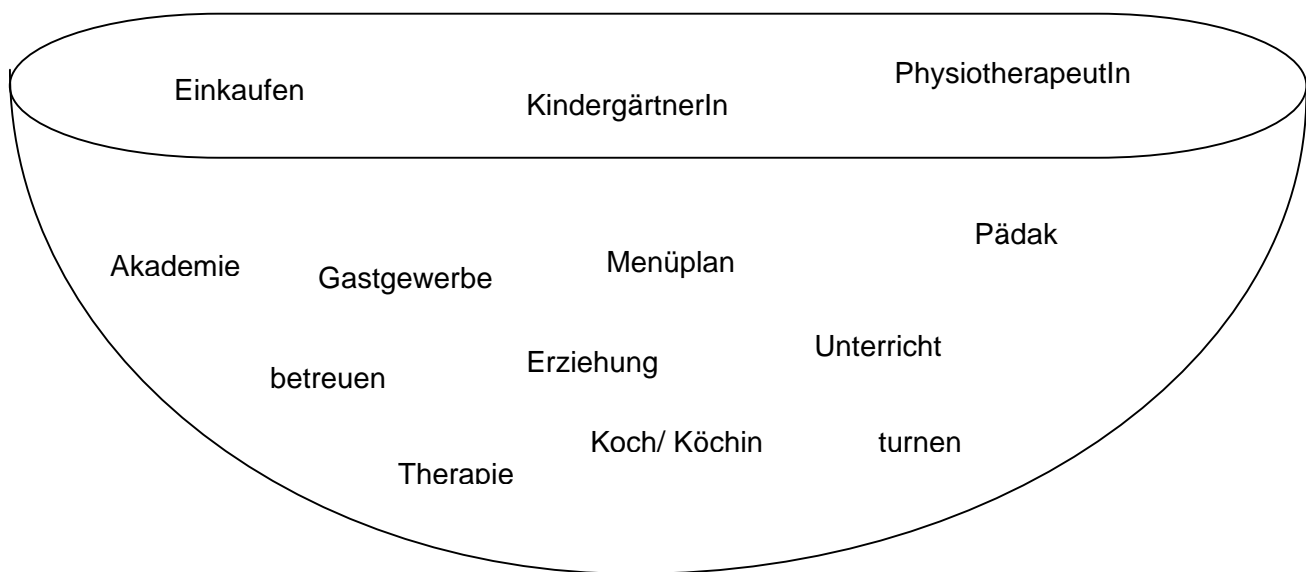 Einkaufen
KindergärtnerIn
PhysiotherapeutIn
Akademie
Gastgewerbe
Menüplan
Pädak
betreuen
Erziehung
Unterricht
Therapie
Koch/ Köchin
turnen